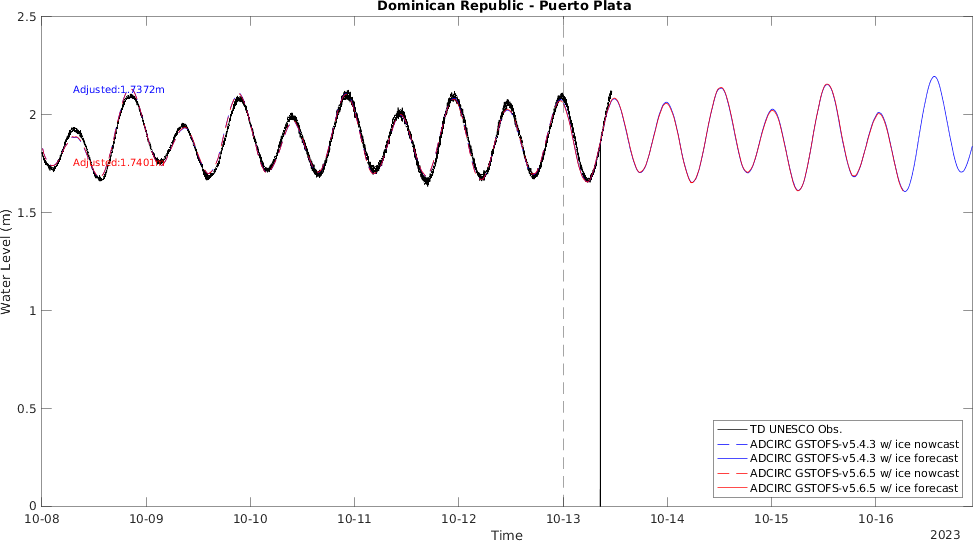 Dominican Republic - Puerto Plata
2.5
2
1.5
1
0.5
0
Water Level (m)
Adjusted:1.7372m
Adjusted:1.7401m
TD UNESCO Obs.
ADCIRC GSTOFS-v5.4.3 w/ ice nowcast
ADCIRC GSTOFS-v5.4.3 w/ ice forecast
ADCIRC GSTOFS-v5.6.5 w/ ice nowcast
ADCIRC GSTOFS-v5.6.5 w/ ice forecast
10-08 10-09 10-10 10-11 10-12 10-13 10-14 10-15 10-16
Time
2023